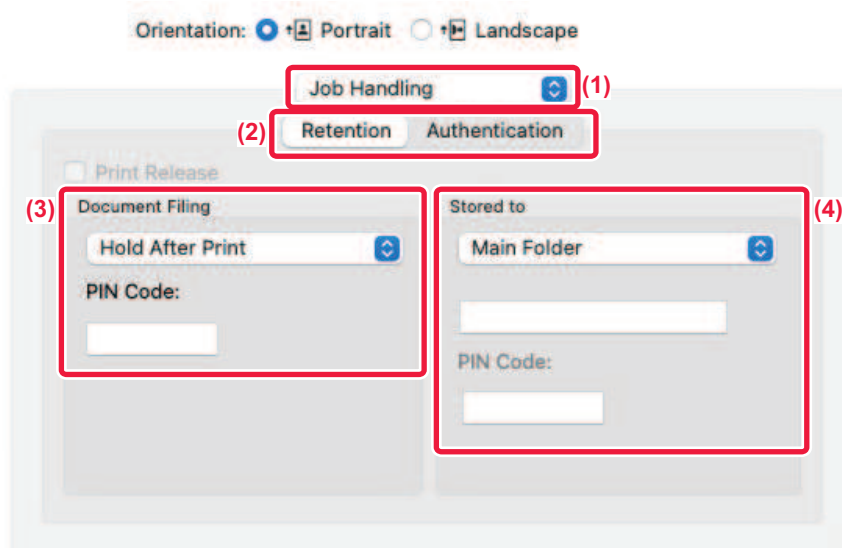 Orientation: Portrait Landscape
Job Handling (1)
(2) Retention Authentication
Print Release
(3) Document Filing
Hold After Print
PIN Code:
Stored to (4)
Main Folder
PIN Code: